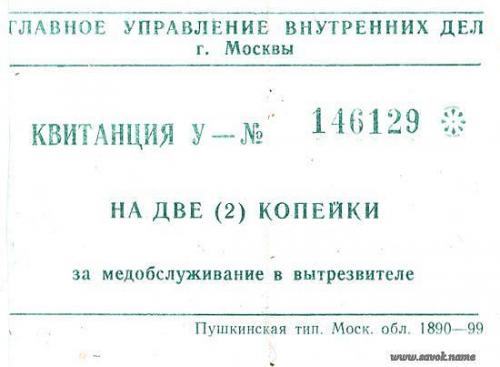 ГЛАВНОЕ УПРАВЛЕНИЕ ВНУТРЕННИХ ДЕЛ
г. Москвы
КВИТАНЦИЯ У — № 146129
НА ДВЕ (2) КОПЕЙКИ
за медобслуживание в вытрезвителе
Пушкинская тип. Моск. обл. 1890—99
www.savok.name